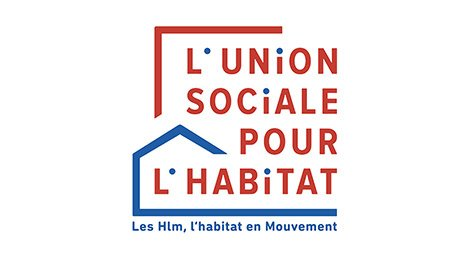 L'UNiON
SOCiALE
POUR
L'HABiTAT
Les Hlm, l'habitat en Mouvement